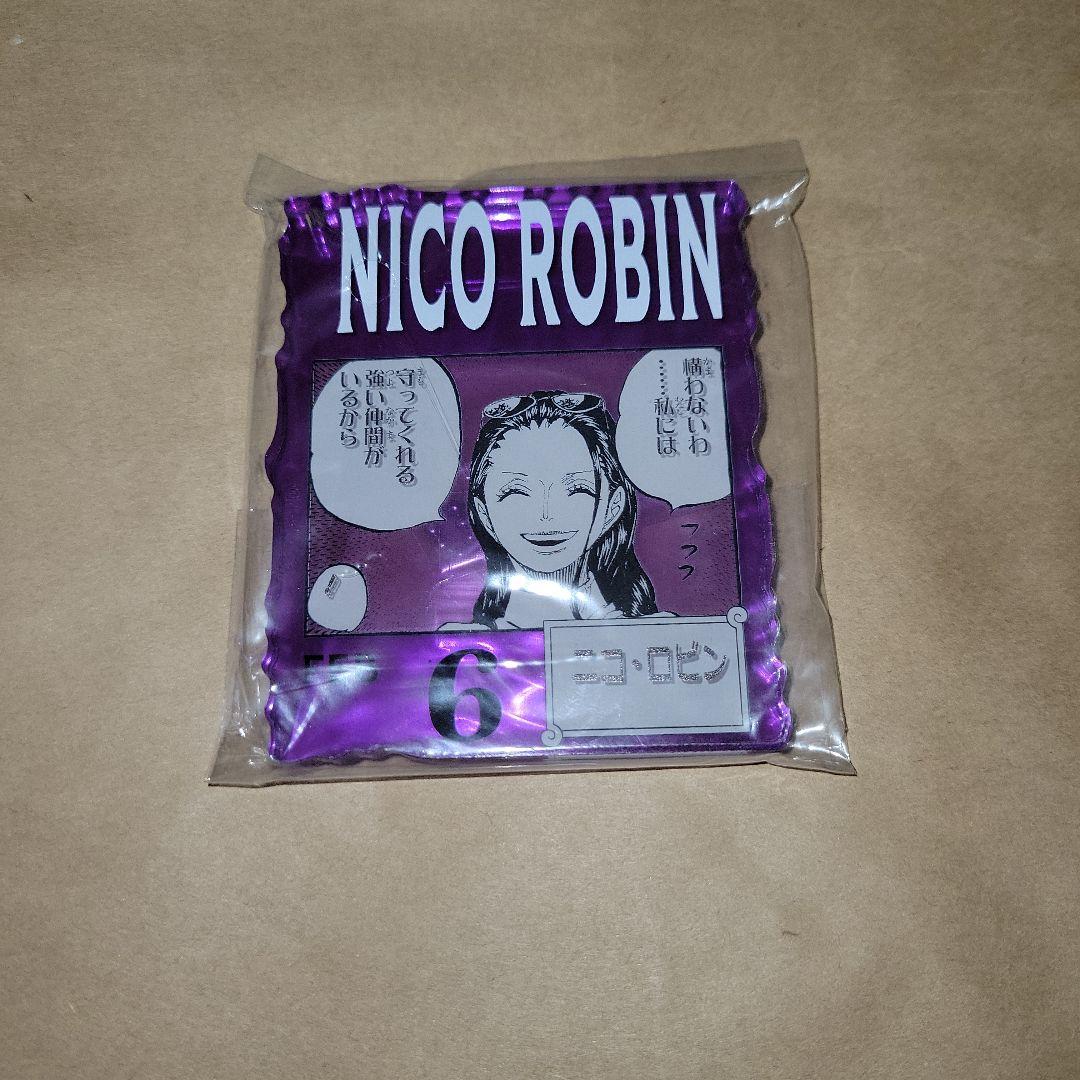 NICO ROBIN
構わないわ
……私には
守ってくれる
強い仲間が
いるから
フフフ
6
ニコ・ロビン